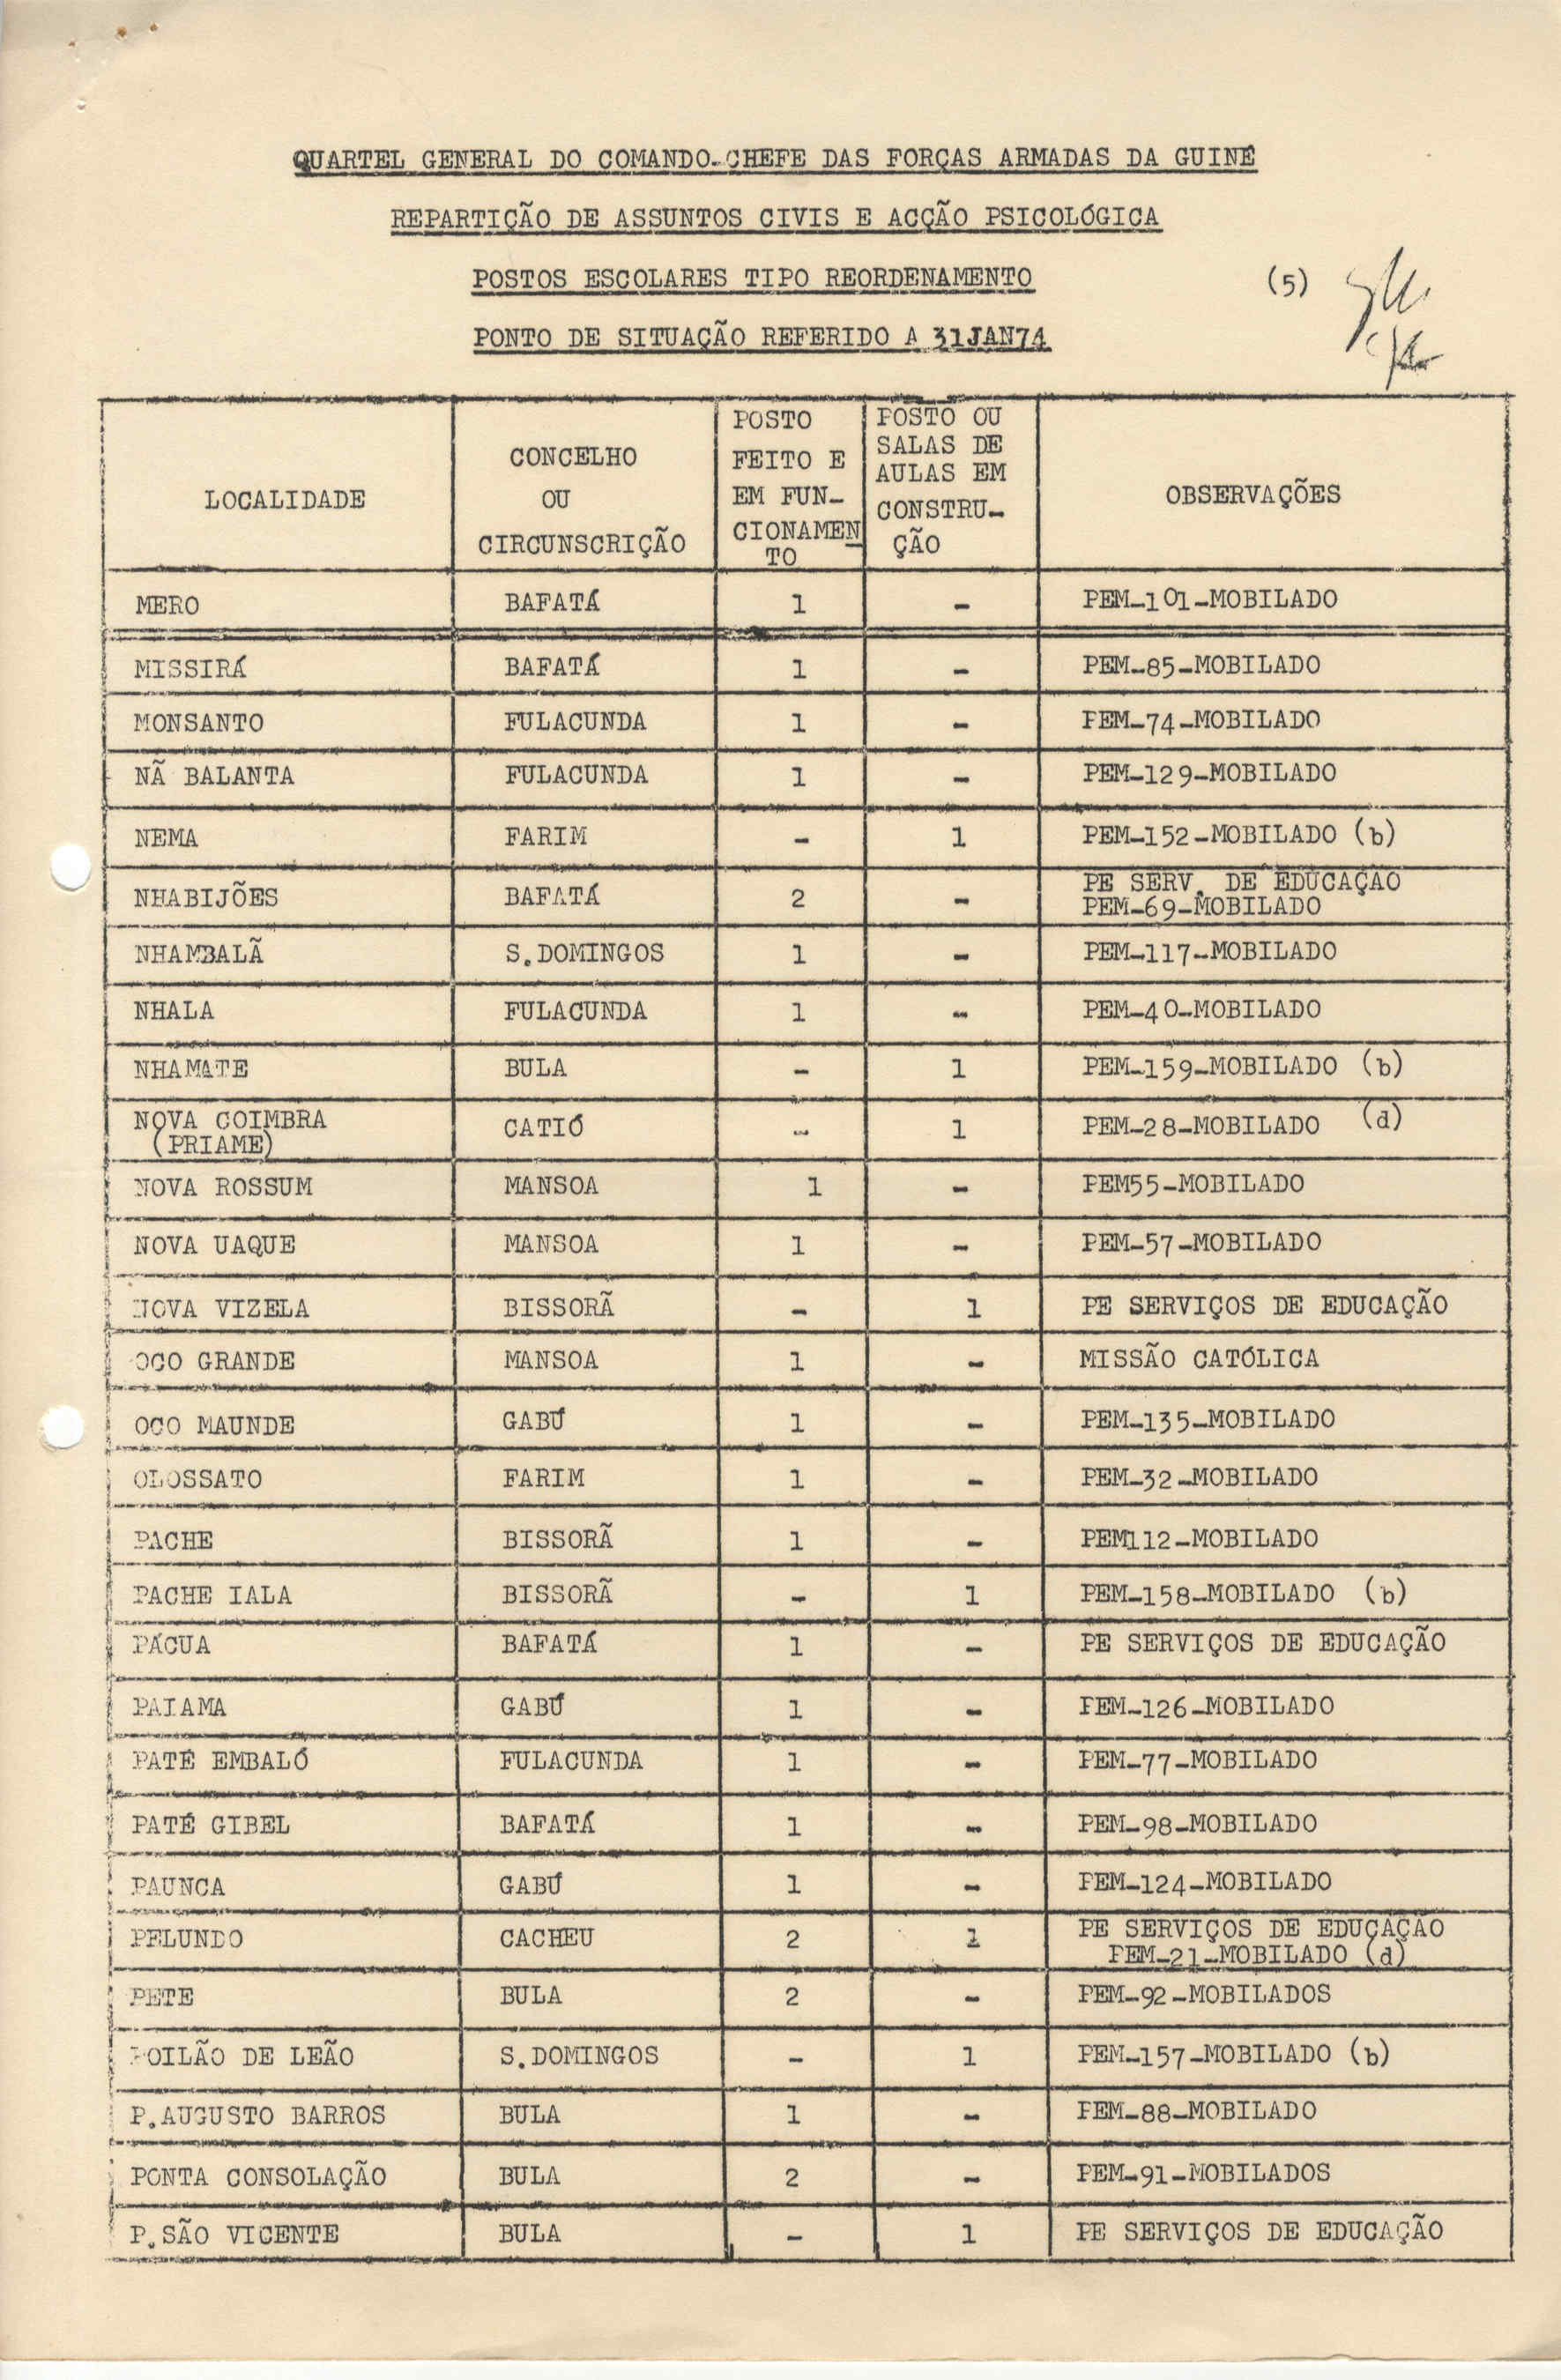 QUARTEL GENERAL DO COMANDO-CHEFE DAS FORÇAS ARMADAS DA GUINÉ
REPARTIÇÃO DE ASSUNTOS CIVIS E ACÇÃO PSICOLÓGICA
POSTOS ESCOLARES TIPO REORDENAMENTO (5)
PONTO DE SITUAÇÃO REFERIDO A 31JAN74
LOCALIDADE
CONCELHO
OU
CIRCUNSCRIÇÃO
POSTO
FEITO E
EM FUN-
CIONAMEN
TO
POSTO OU
SALAS DE
AULAS EM
CONSTRU-
ÇÃO
OBSERVAÇÕES
MERO BAFATÁ 1 - PEM-101-MOBILADO
MISSIRÁ BAFATÁ 1 - PEM-85-MOBILADO
MONSANTO FULACUNDA 1 - PEM-74-MOBILADO
NÃ BALANTA FULACUNDA 1 - PEM-129-MOBILADO
NEMA FARIM - 1 PEM-152-MOBILADO (b)
NHABIJÕES BAFATÁ 2 - PE SERV. DE EDUCAÇÃO
PEM-69-MOBILADO
NHAMBALÃ S.DOMINGOS 1 - PEM-117-MOBILADO
NHALA FULACUNDA 1 - PEM-40-MOBILADO
NHAMATE BULA - 1 PEM-159-MOBILADO (b)
NOVA COIMBRA
(PRIAME) CATIÓ - 1 PEM-28-MOBILADO (d)
NOVA ROSSUM MANSOA 1 - PEM55-MOBILADO
NOVA UAQUE MANSOA 1 - PEM-57-MOBILADO
NOVA VIZELA BISSORÃ - 1 PE SERVIÇOS DE EDUCAÇÃO
OCO GRANDE MANSOA 1 - MISSÃO CATÓLICA
OCO MAUNDE GABÚ 1 - PEM-135-MOBILADO
OLOSSATO FARIM 1 - PEM-32-MOBILADO
PACHE BISSORÃ 1 - PEM112-MOBILADO
PACHE IALA BISSORÃ - 1 PEM-158-MOBILADO (b)
PÁCUA BAFATÁ 1 - PE SERVIÇOS DE EDUCAÇÃO
PAIAMA GABÚ 1 - PEM-126-MOBILADO
PATÉ EMBALÓ FULACUNDA 1 - PEM-77-MOBILADO
PATÉ GIBEL BAFATÁ 1 - PEM-98-MOBILADO
PAUNCA GABÚ 1 - PEM-124-MOBILADO
PELUNDO CACHEU 2 1 PE SERVIÇOS DE EDUCAÇÃO
PEM-21-MOBILADO (d)
PETE BULA 2 - PEM-92-MOBILADOS
POILÃO DE LEÃO S.DOMINGOS - 1 PEM-157-MOBILADO (b)
P.AUGUSTO BARROS BULA 1 - PEM-88-MOBILADO
PONTA CONSOLAÇÃO BULA 2 - PEM-91-MOBILADOS
P.SÃO VICENTE BULA - 1 PE SERVIÇOS DE EDUCAÇÃO